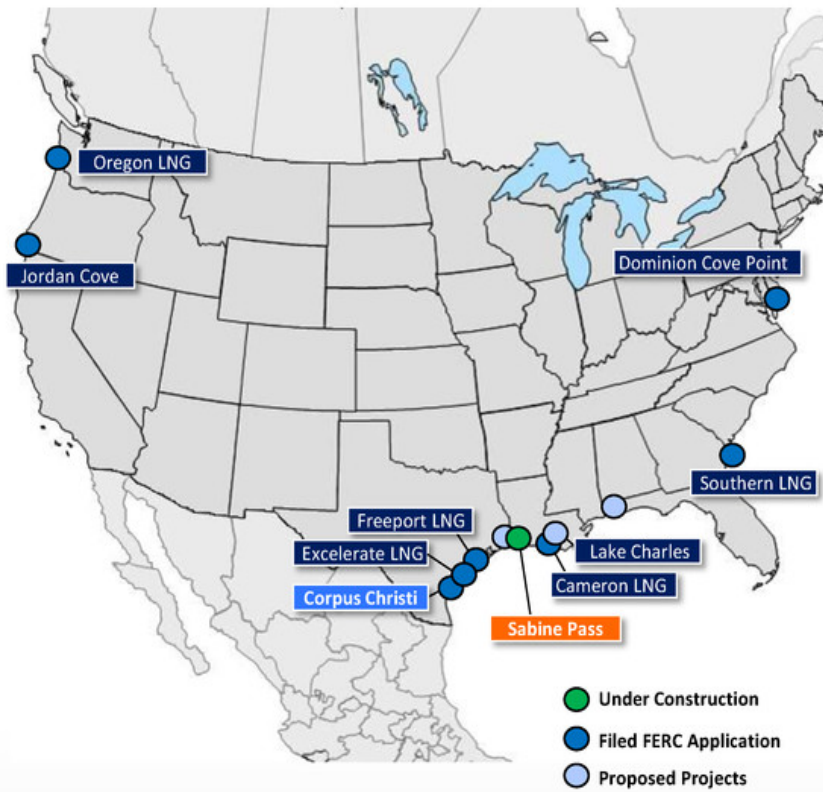 Oregon LNG
Jordan Cove
Dominion Cove Point
Southern LNG
Freeport LNG
Excelerate LNG
Lake Charles
Corpus Christi
Cameron LNG
Sabine Pass
Under Construction
Filed FERC Application
Proposed Projects